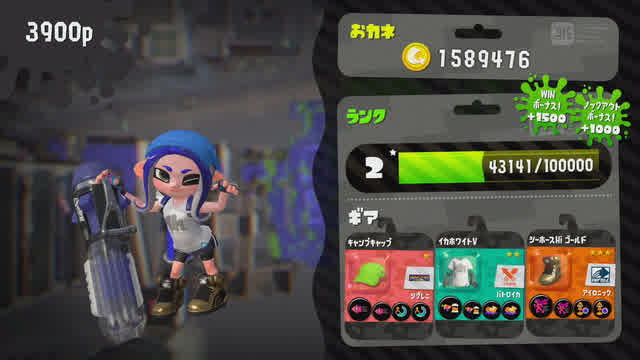 3900p
おカネ
1589476
WIN
ボーナス!
+1500
ノックアウト
ボーナス!
+1000
ランク
2
43141/100000
ギア
キャンプキャップ
イカホワイトV
シーホースHi ゴールド
シグレニ
バトロイカ
アイロニック